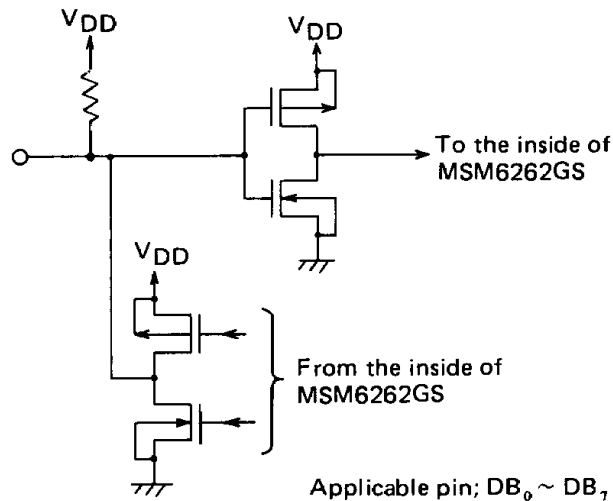 VDD
VDD
To the inside of
MSM6262GS
VDD
From the inside of
MSM6262GS
Applicable pin; DB₀ ~ DB₇